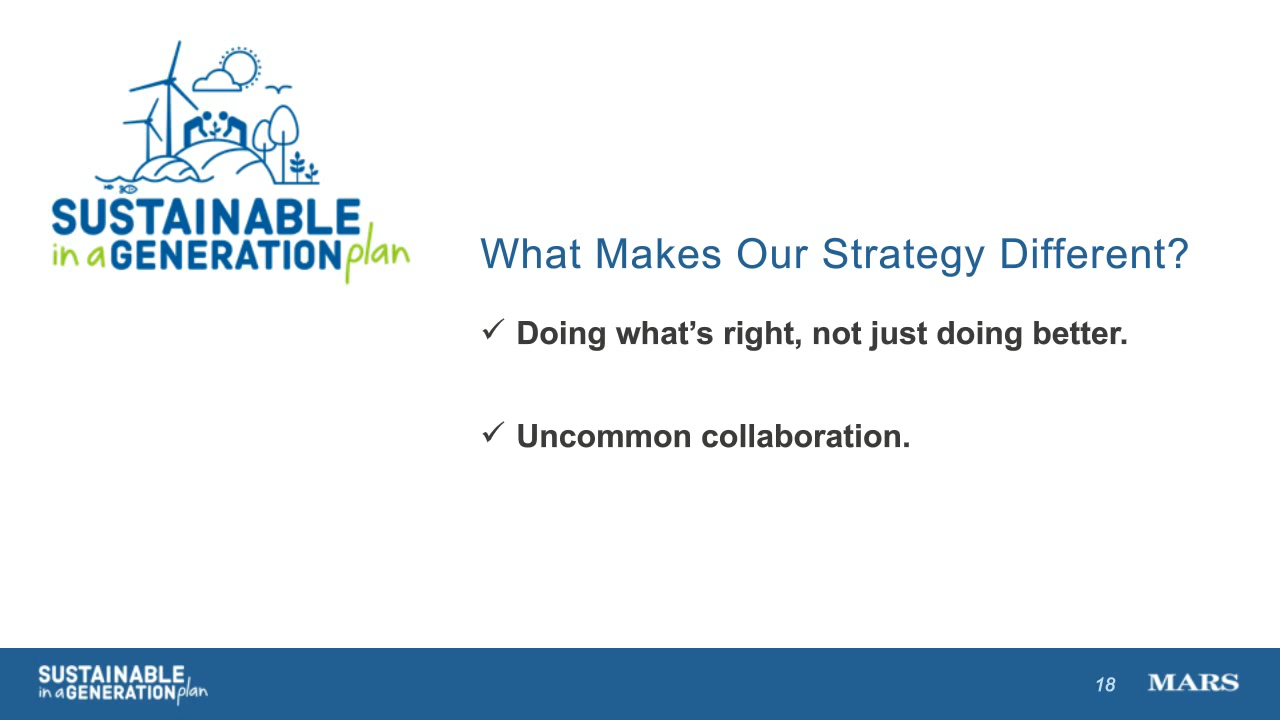 SUSTAINABLE
in a GENERATION plan
What Makes Our Strategy Different?
✓ Doing what’s right, not just doing better.
✓ Uncommon collaboration.
SUSTAINABLE
in a GENERATION plan
18
MARS